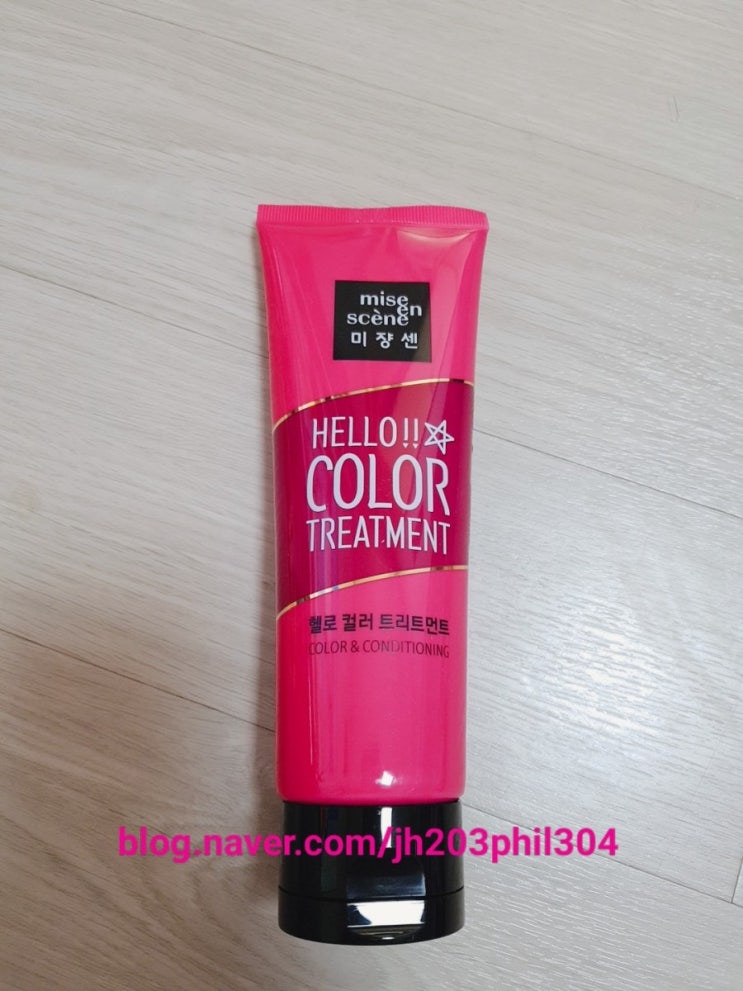 mise
en
scène
미쟝센
HELLO!!
COLOR
TREATMENT
헬로 컬러 트리트먼트
COLOR & CONDITIONING
blog.naver.com/jh203phil304